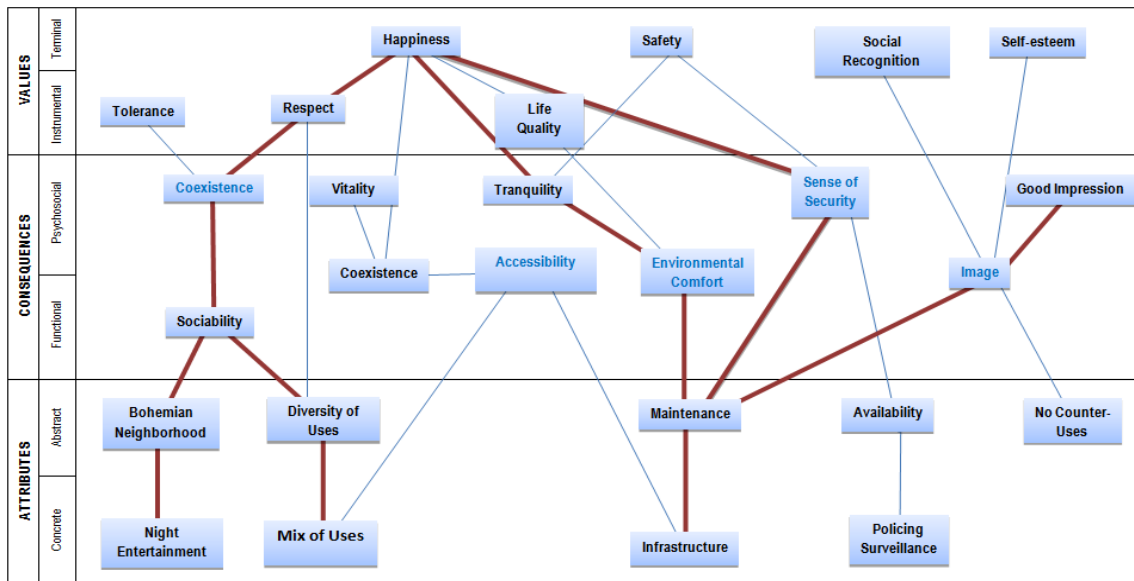 VALUES
Terminal
Happiness
Safety
Social
Recognition
Self-esteem
Instrumental
Tolerance
Respect
Life
Quality
CONSEQUENCES
Psychosocial
Coexistence
Vitality
Tranquility
Sense of
Security
Good Impression
Coexistence
Accessibility
Environmental
Comfort
Image
Functional
Sociability
ATTRIBUTES
Abstract
Bohemian
Neighborhood
Diversity of
Uses
Maintenance
Availability
No Counter-
Uses
Concrete
Night
Entertainment
Mix of Uses
Infrastructure
Policing
Surveillance